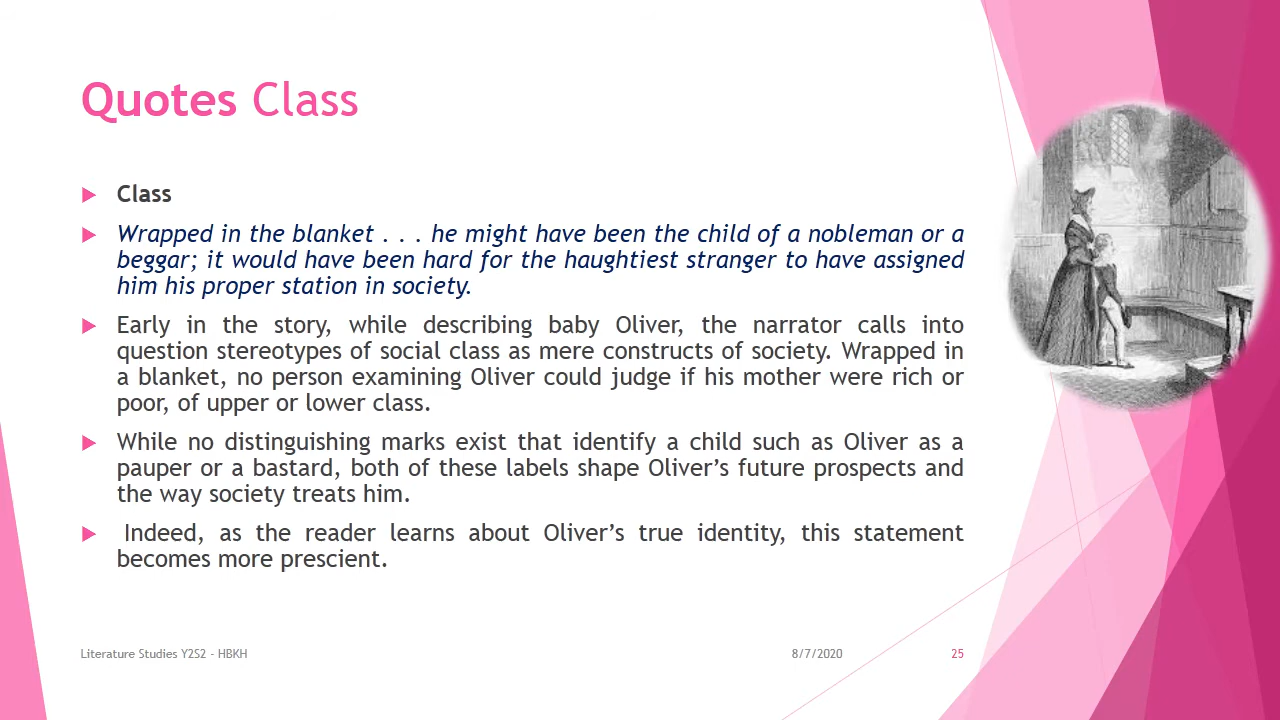 Quotes Class
Class
Wrapped in the blanket . . . he might have been the child of a nobleman or a
beggar; it would have been hard for the haughtiest stranger to have assigned
him his proper station in society.
Early in the story, while describing baby Oliver, the narrator calls into
question stereotypes of social class as mere constructs of society. Wrapped in
a blanket, no person examining Oliver could judge if his mother were rich or
poor, of upper or lower class.
While no distinguishing marks exist that identify a child such as Oliver as a
pauper or a bastard, both of these labels shape Oliver’s future prospects and
the way society treats him.
Indeed, as the reader learns about Oliver’s true identity, this statement
becomes more prescient.
Literature Studies Y2S2 - HBKH
8/7/2020
25